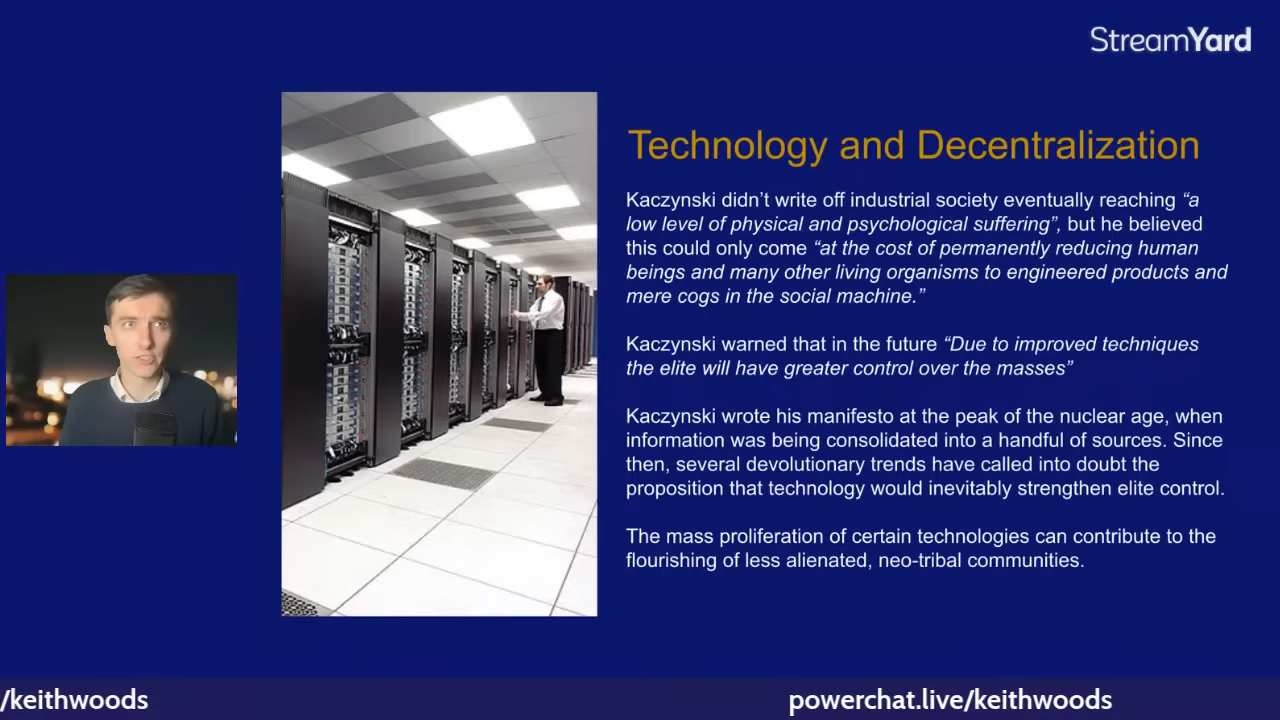 StreamYard
Technology and Decentralization
Kaczynski didn’t write off industrial society eventually reaching “a
low level of physical and psychological suffering”, but he believed
this could only come “at the cost of permanently reducing human
beings and many other living organisms to engineered products and
mere cogs in the social machine.”
Kaczynski warned that in the future “Due to improved techniques
the elite will have greater control over the masses”
Kaczynski wrote his manifesto at the peak of the nuclear age, when
information was being consolidated into a handful of sources. Since
then, several devolutionary trends have called into doubt the
proposition that technology would inevitably strengthen elite control.
The mass proliferation of certain technologies can contribute to the
flourishing of less alienated, neo-tribal communities.
/keithwoods
powerchat.live/keithwoods